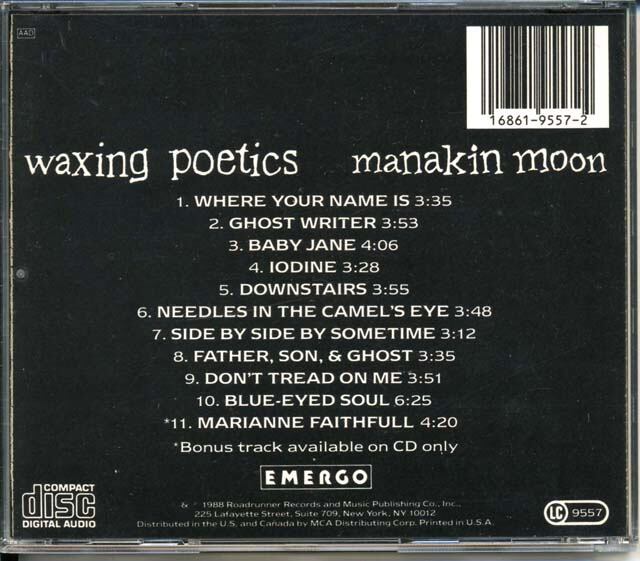 AAD
16861-9557-2
waxing poetics manakin moon
1. WHERE YOUR NAME IS 3:35
2. GHOST WRITER 3:53
3. BABY JANE 4:06
4. IODINE 3:28
5. DOWNSTAIRS 3:55
6. NEEDLES IN THE CAMEL'S EYE 3:48
7. SIDE BY SIDE BY SOMETIME 3:12
8. FATHER, SON, & GHOST 3:35
9. DON'T TREAD ON ME 3:51
10. BLUE-EYED SOUL 6:25
*11. MARIANNE FAITHFULL 4:20
*Bonus track available on CD only
EMERGO
COMPACT
disc
DIGITAL AUDIO
& 1988 Roadrunner Records and Music Publishing Co., Inc.,
225 Lafayette Street, Suite 709, New York, NY 10012
Distributed in the U.S. and Canada by MCA Distributing Corp. Printed in U.S.A.
LC 9557